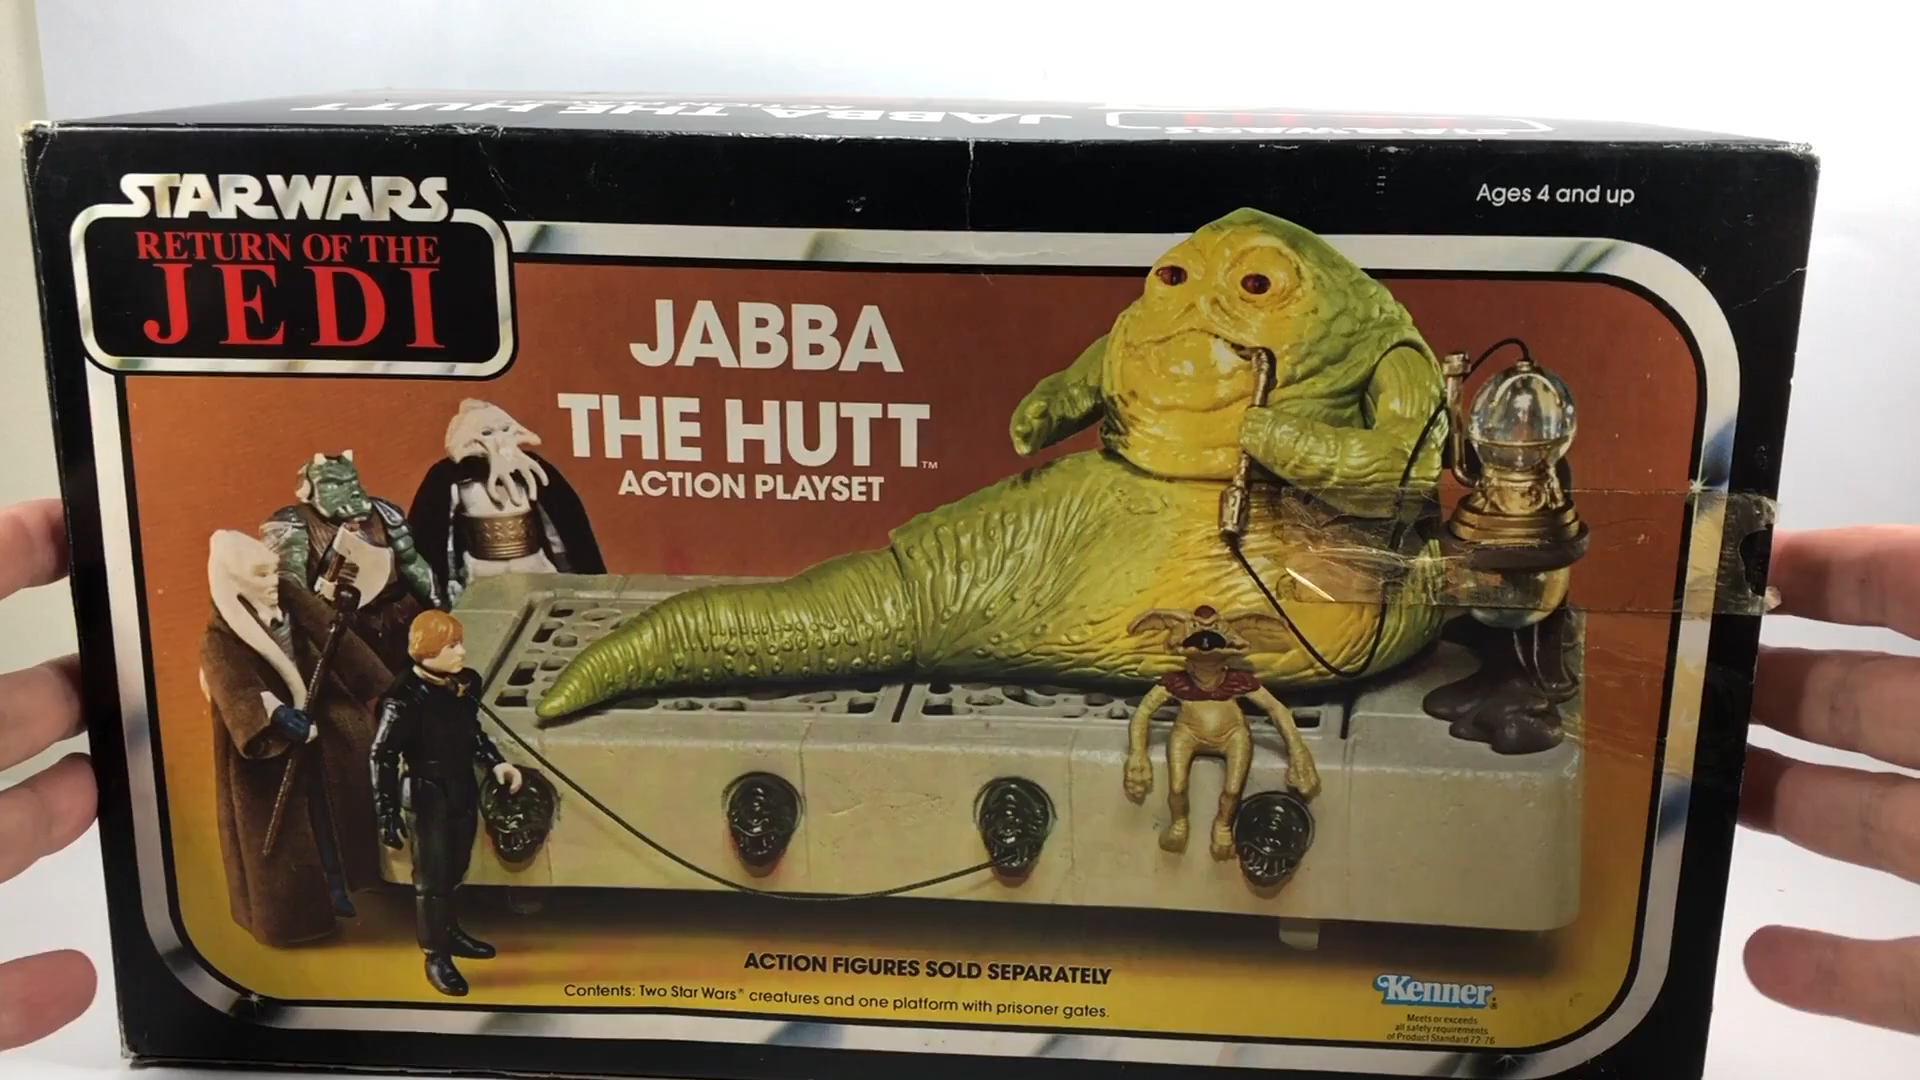 JABBA THE HUTT
STAR WARS
RETURN OF THE
JEDI
Ages 4 and up
JABBA
THE HUTT™
ACTION PLAYSET
ACTION FIGURES SOLD SEPARATELY
Contents: Two Star Wars® creatures and one platform with prisoner gates.
Kenner®
Meets or exceeds
all safety requirements
of Product Standard 72-76